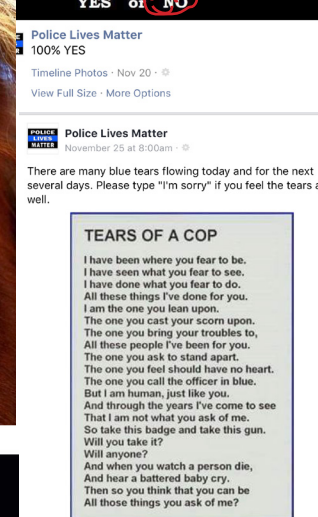 YES or NO
Police Lives Matter
100% YES
Timeline Photos · Nov 20 ·
View Full Size · More Options
POLICE
LIVES
MATTER
Police Lives Matter
November 25 at 8:00am ·
There are many blue tears flowing today and for the next
several days. Please type "I'm sorry" if you feel the tears
well.
TEARS OF A COP
I have been where you fear to be.
I have seen what you fear to see.
I have done what you fear to do.
All these things I've done for you.
I am the one you lean upon.
The one you cast your scorn upon.
The one you bring your troubles to,
All these people I've been for you.
The one you ask to stand apart.
The one you feel should have no heart.
The one you call the officer in blue.
But I am human, just like you.
And through the years I've come to see
That I am not what you ask of me.
So take this badge and take this gun.
Will you take it?
Will anyone?
And when you watch a person die,
And hear a battered baby cry.
Then so you think that you can be
All those things you ask of me?